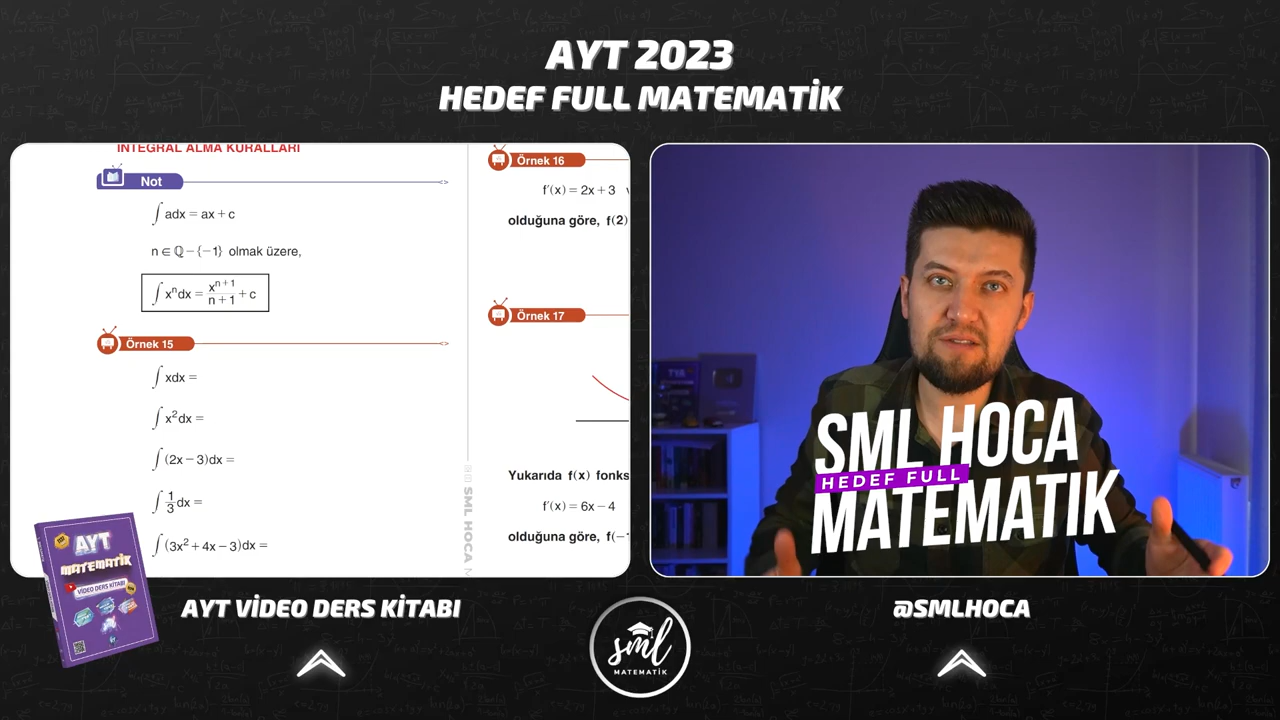 AYT 2023
HEDEF FULL MATEMATİK
İNTEGRAL ALMA KURALLARI
Not
∫ adx = ax + c
n ∈ ℚ − {−1} olmak üzere,
∫ xⁿdx = xⁿ⁺¹/(n + 1) + c
Örnek 15
∫ xdx =
∫ x²dx =
∫ (2x − 3)dx =
∫ 1/3 dx =
∫ (3x² + 4x − 3)dx =
SML HOCA
Örnek 16
f′(x) = 2x + 3
olduğuna göre, f(2)
Örnek 17
Yukarıda f(x) fonks
f′(x) = 6x − 4
olduğuna göre, f(−
SML HOCA
HEDEF FULL
MATEMATIK
AYT
MATEMATİK
VİDEO DERS KİTABI
AYT VİDEO DERS KİTABI
sml
MATEMATİK
@SMLHOCA